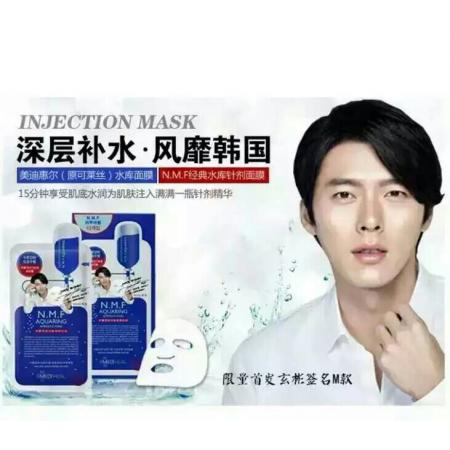 INJECTION MASK
深层补水·风靡韩国
美迪惠尔（原可莱丝）水库面膜 N.M.F经典水库针剂面膜
15分钟享受肌底水润为肌肤注入满满一瓶针剂精华
N.M.F
AQUARING
N.M.F
AQUARING
MEDIHEAL
限量首发玄彬签名M款